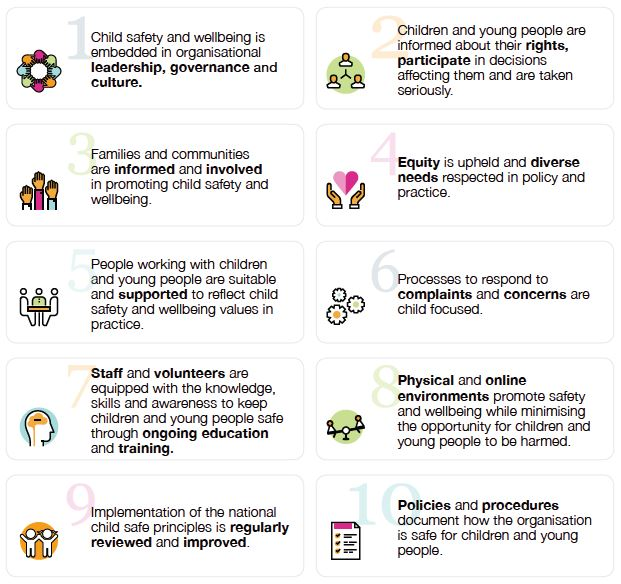 1
Child safety and wellbeing is
embedded in organisational
leadership, governance and
culture.
2
Children and young people are
informed about their rights,
participate in decisions
affecting them and are taken
seriously.
3
Families and communities
are informed and involved
in promoting child safety and
wellbeing.
4
Equity is upheld and diverse
needs respected in policy and
practice.
5
People working with children
and young people are suitable
and supported to reflect child
safety and wellbeing values in
practice.
6
Processes to respond to
complaints and concerns are
child focused.
7
Staff and volunteers are
equipped with the knowledge,
skills and awareness to keep
children and young people safe
through ongoing education
and training.
8
Physical and online
environments promote safety
and wellbeing while minimising
the opportunity for children and
young people to be harmed.
9
Implementation of the national
child safe principles is regularly
reviewed and improved.
10
Policies and procedures
document how the organisation
is safe for children and young
people.